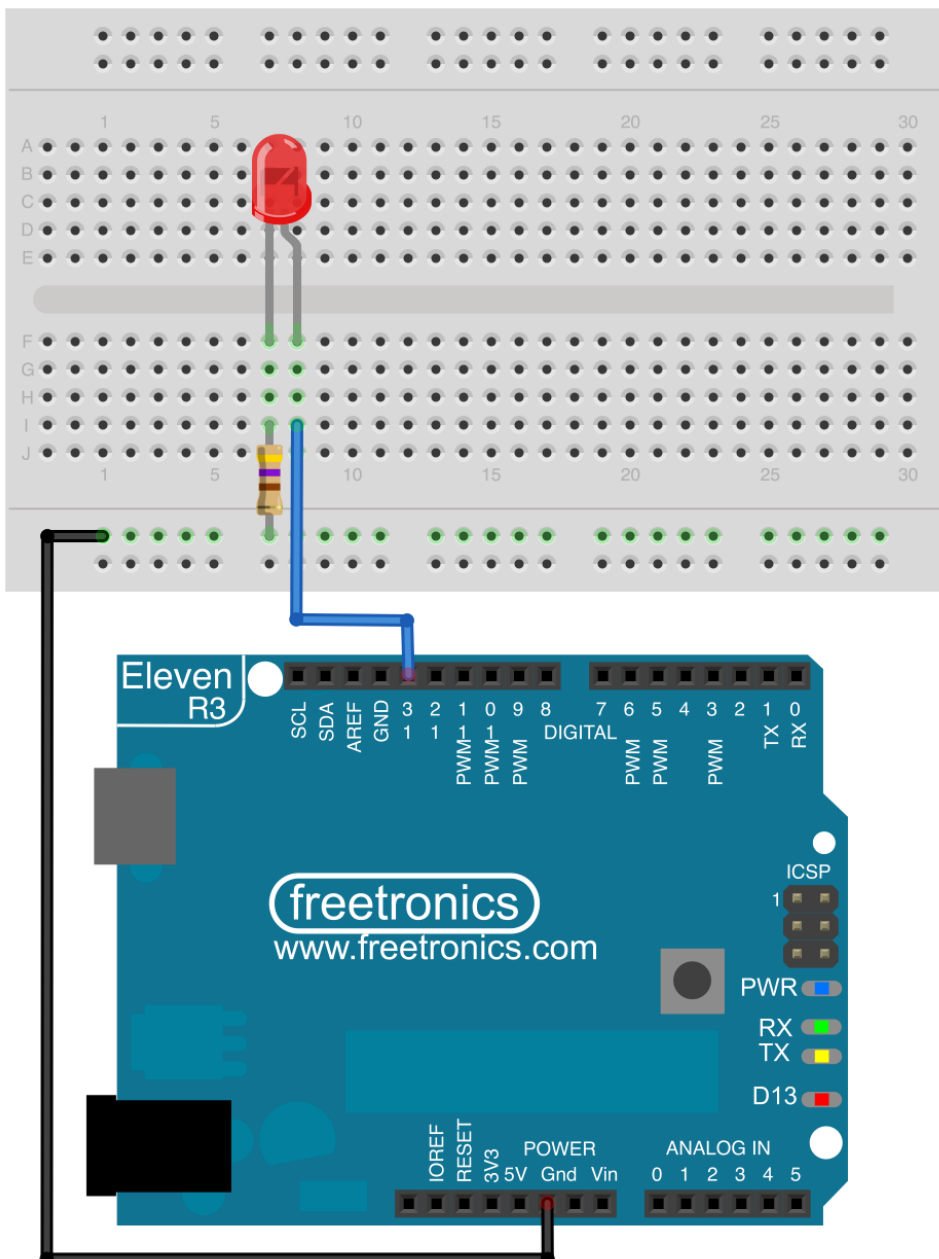 1 5 10 15 20 25 30
A
B
C
D
E
F
G
H
I
J
1 5 10 15 20 25 30
Eleven
R3
SCL
SDA
AREF
GND
3 2 1 0 9 8 7 6 5 4 3 2 1 0
1 1 PWM1 PWM1 PWM DIGITAL PWM PWM PWM TX RX
freetronics
www.freetronics.com
ICSP
1
PWR
RX
TX
D13
IOREF
RESET
3V3
5V Gnd Vin
POWER
ANALOG IN
0 1 2 3 4 5